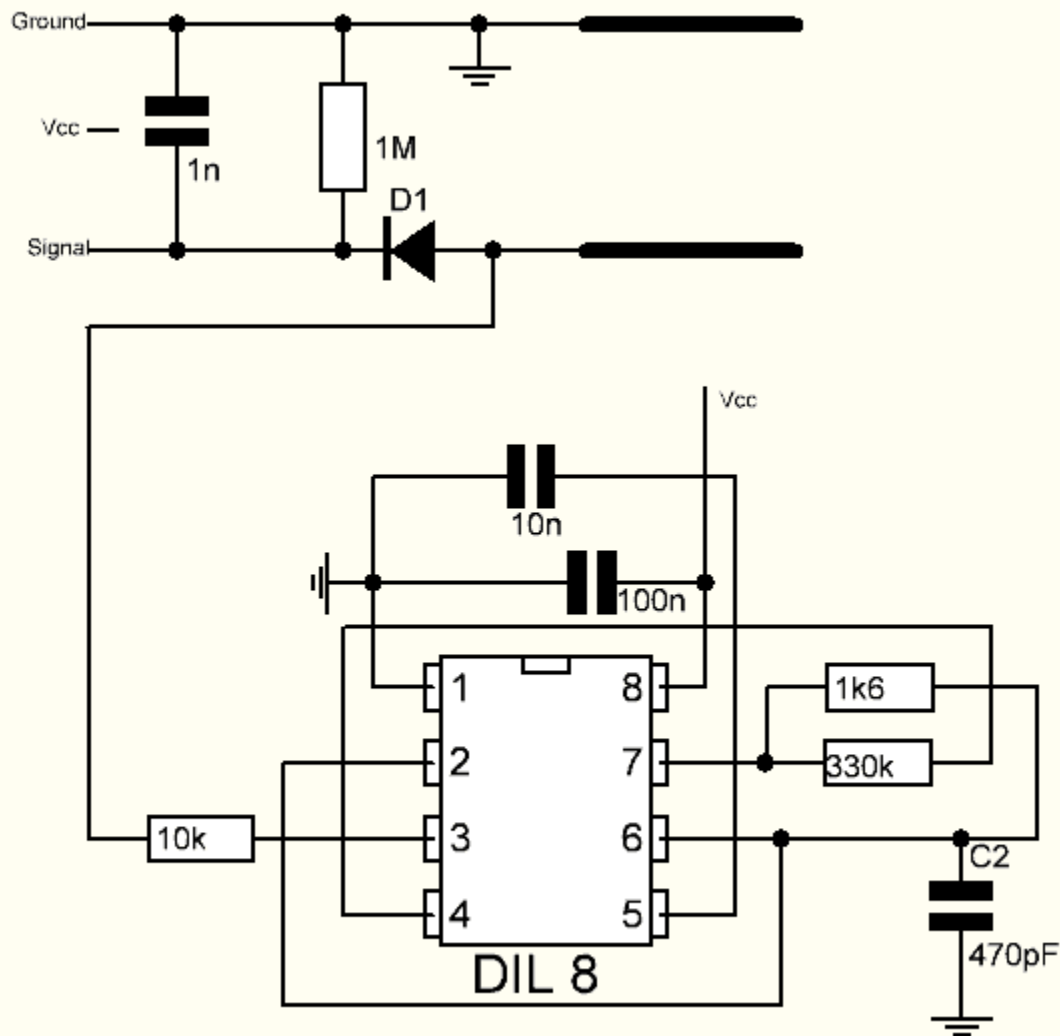 Ground
Vcc
1n
1M
D1
Signal
Vcc
10n
100n
1 8
1k6
2 7
330k
10k
3 6
C2
4 5
470pF
DIL 8